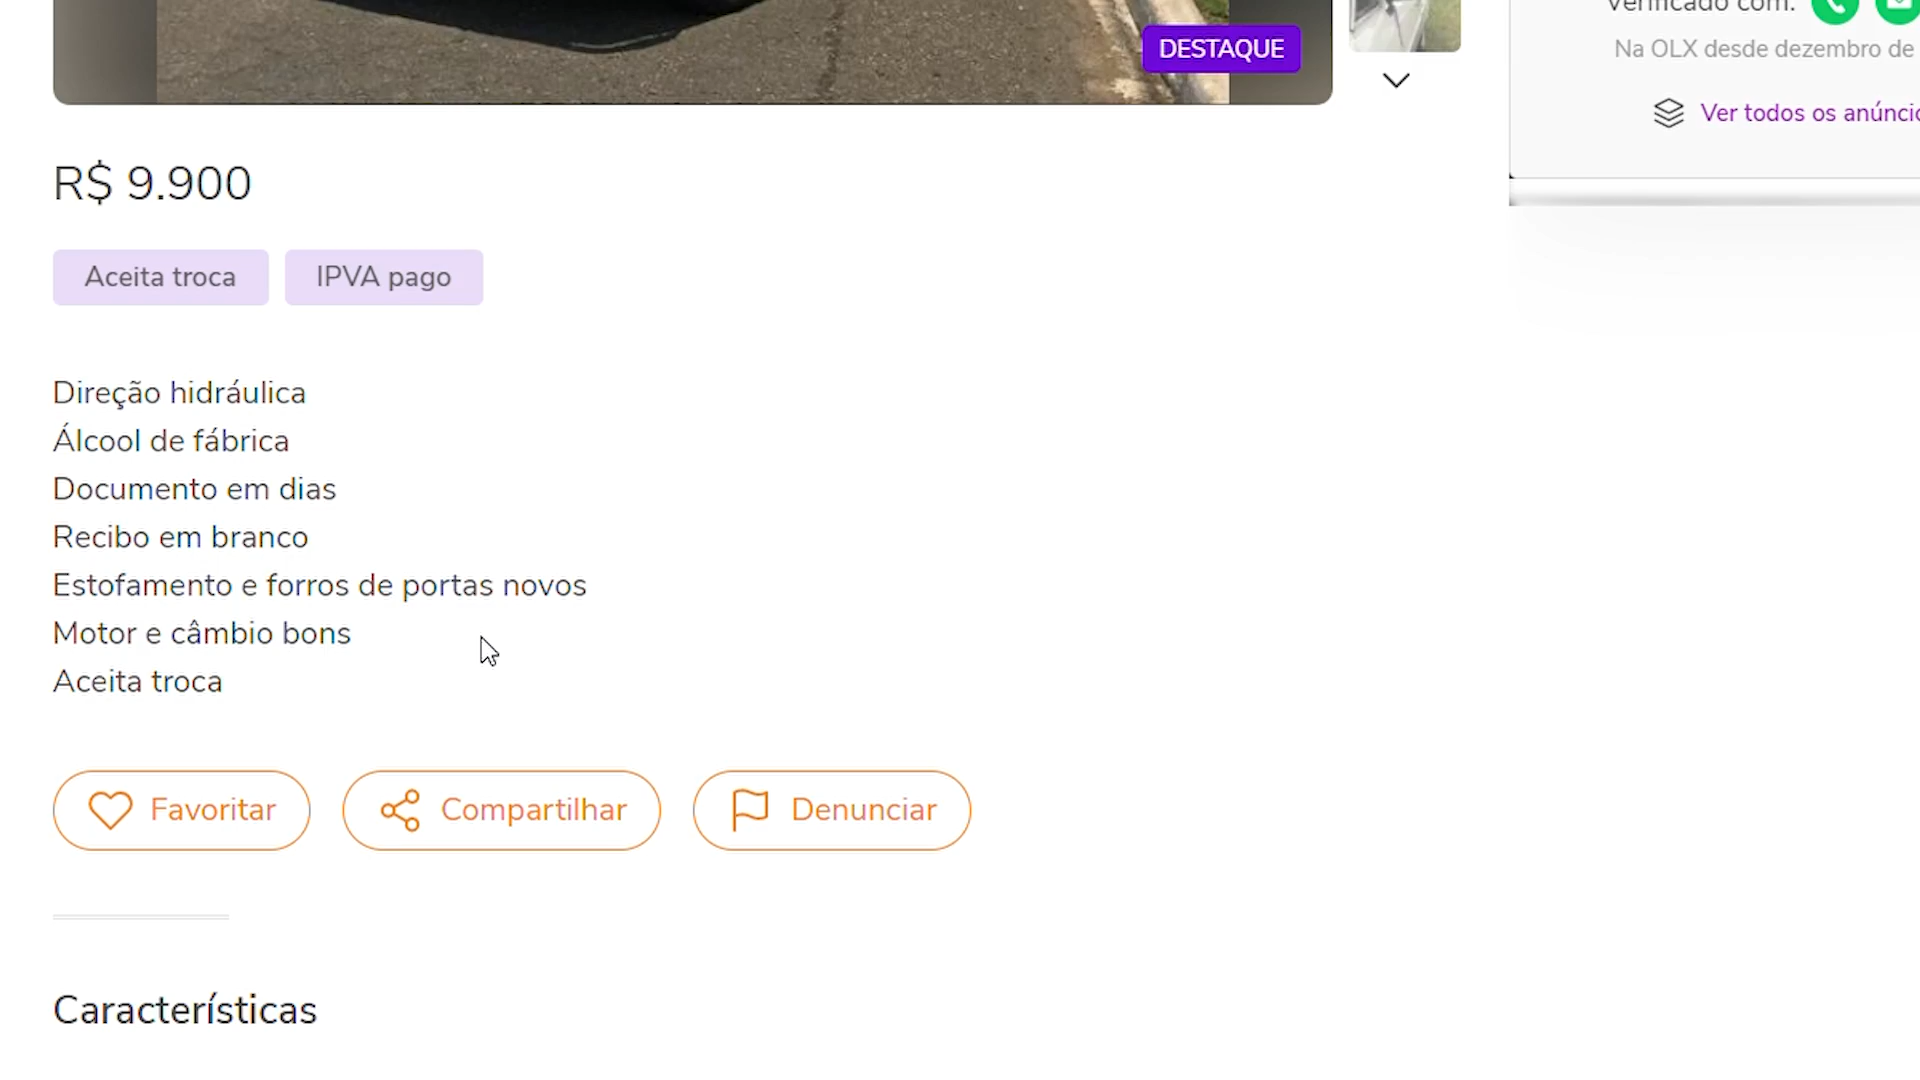 DESTAQUE
Verificado com:
Na OLX desde dezembro de
Ver todos os
R$ 9.900
Aceita troca
IPVA pago
Direção hidráulica
Álcool de fábrica
Documento em dias
Recibo em branco
Estofamento e forros de portas novos
Motor e câmbio bons
Aceita troca
Favoritar
Compartilhar
Denunciar
Características